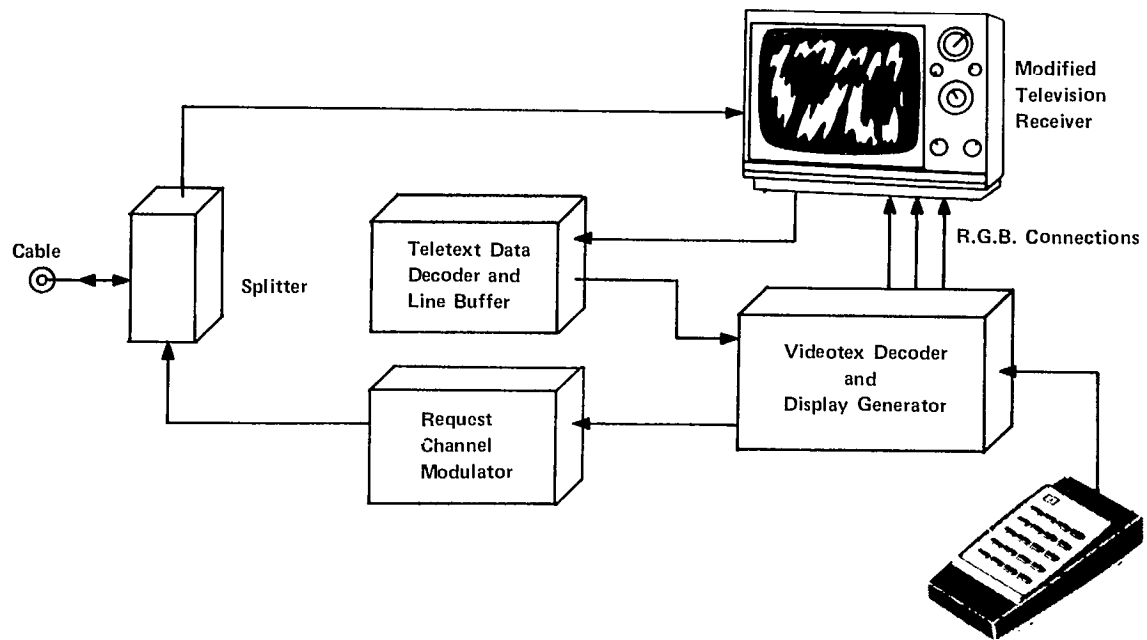 Modified
Television
Receiver
Cable
Splitter
Teletext Data
Decoder and
Line Buffer
R.G.B. Connections
Videotex Decoder
and
Display Generator
Request
Channel
Modulator